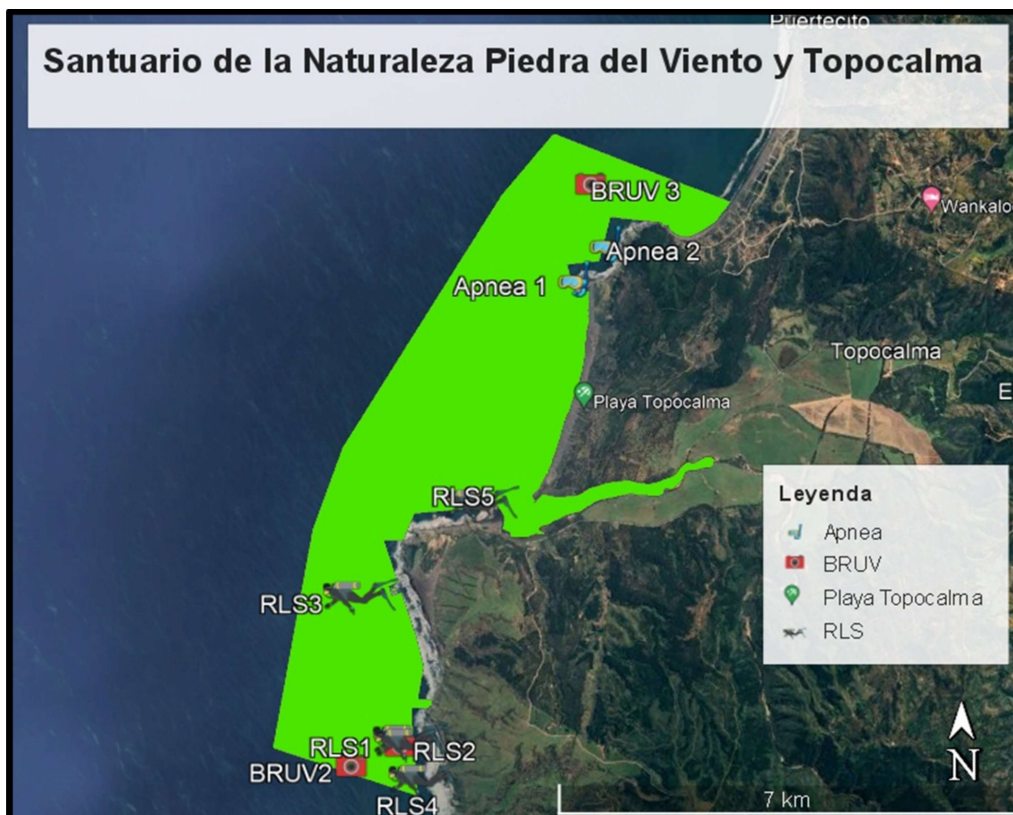 Puertecito
Santuario de la Naturaleza Piedra del Viento y Topocalma
BRUV 3
Wankalo
Apnea 2
Apnea 1
Topocalma
E
Playa Topocalma
RLS5
Leyenda
Apnea
BRUV
Playa Topocalma
RLS
RLS3
RLS1
RLS2
BRUV2
RLS4
N
7 km